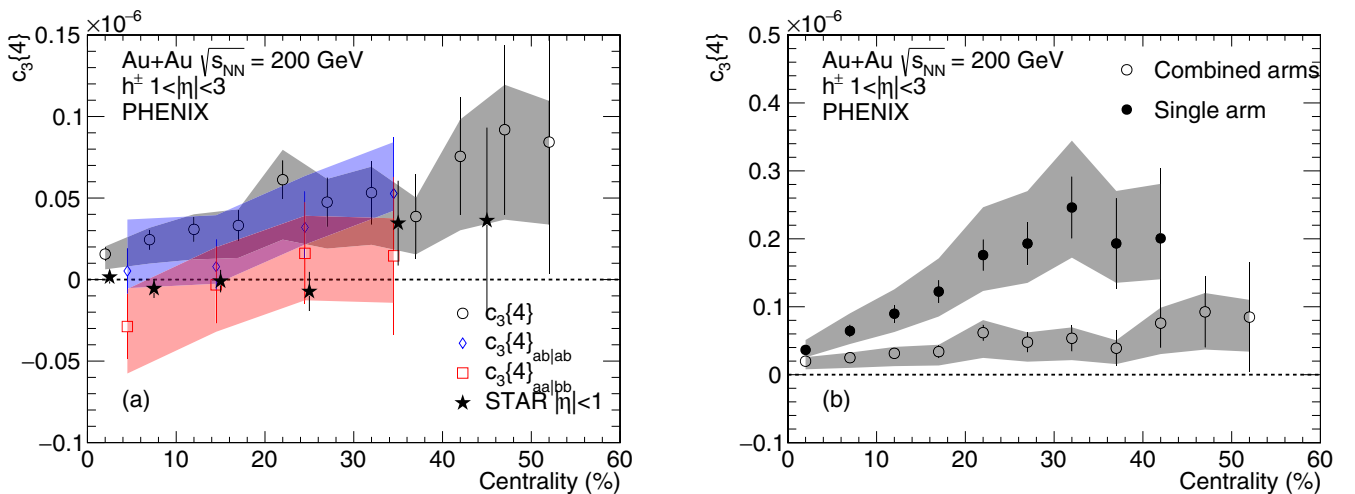 ×10⁻⁶
c₃{4}
0.15
0.1
0.05
0
−0.05
−0.1
Au+Au √sNN = 200 GeV
h± 1<|η|<3
PHENIX
c₃{4}
c₃{4}ab|ab
c₃{4}aa|bb
STAR |η|<1
(a)
0 10 20 30 40 50 60
Centrality (%)
×10⁻⁶
c₃{4}
0.5
0.4
0.3
0.2
0.1
0
−0.1
Au+Au √sNN = 200 GeV
h± 1<|η|<3
PHENIX
Combined arms
Single arm
(b)
0 10 20 30 40 50 60
Centrality (%)